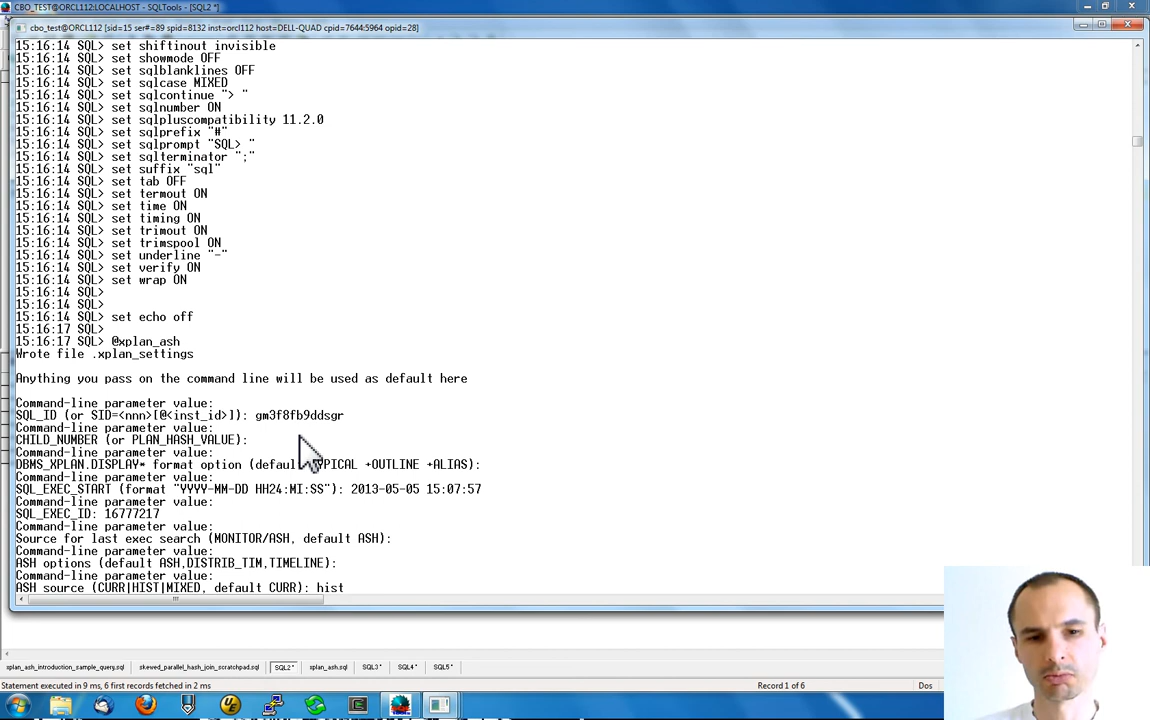 CBO_TEST@ORCL112:LOCALHOST - SQLTools - [SQL2 *]
cbo_test@ORCL112 [sid=15 ser#=89 spid=8132 inst=orcl112 host=DELL-QUAD cpid=7644:5964 opid=28]
15:16:14 SQL> set shiftinout invisible
15:16:14 SQL> set showmode OFF
15:16:14 SQL> set sqlblanklines OFF
15:16:14 SQL> set sqlcase MIXED
15:16:14 SQL> set sqlcontinue "> "
15:16:14 SQL> set sqlnumber ON
15:16:14 SQL> set sqlpluscompatibility 11.2.0
15:16:14 SQL> set sqlprefix "#"
15:16:14 SQL> set sqlprompt "SQL> "
15:16:14 SQL> set sqlterminator ";"
15:16:14 SQL> set suffix "sql"
15:16:14 SQL> set tab OFF
15:16:14 SQL> set termout ON
15:16:14 SQL> set time ON
15:16:14 SQL> set timing ON
15:16:14 SQL> set trimout ON
15:16:14 SQL> set trimspool ON
15:16:14 SQL> set underline "-"
15:16:14 SQL> set verify ON
15:16:14 SQL> set wrap ON
15:16:14 SQL>
15:16:14 SQL>
15:16:14 SQL> set echo off
15:16:17 SQL>
15:16:17 SQL> @xplan_ash
Wrote file .xplan_settings
Anything you pass on the command line will be used as default here
Command-line parameter value:
SQL_ID (or SID=<nnn>[@<inst_id>]): gm3f8fb9ddsgr
Command-line parameter value:
CHILD_NUMBER (or PLAN_HASH_VALUE):
Command-line parameter value:
DBMS_XPLAN.DISPLAY* format option (default TYPICAL +OUTLINE +ALIAS):
Command-line parameter value:
SQL_EXEC_START (format "YYYY-MM-DD HH24:MI:SS"): 2013-05-05 15:07:57
Command-line parameter value:
SQL_EXEC_ID: 16777217
Command-line parameter value:
Source for last exec search (MONITOR/ASH, default ASH):
Command-line parameter value:
ASH options (default ASH,DISTRIB_TIM,TIMELINE):
Command-line parameter value:
ASH source (CURR|HIST|MIXED, default CURR): hist
xplan_ash_introduction_sample_query.sql skewed_parallel_hash_join_scratchpad.sql SQL2* xplan_ash.sql SQL3* SQL4* SQL5*
Statement executed in 9 ms, 6 first records fetched in 2 ms Record 1 of 6 Dos